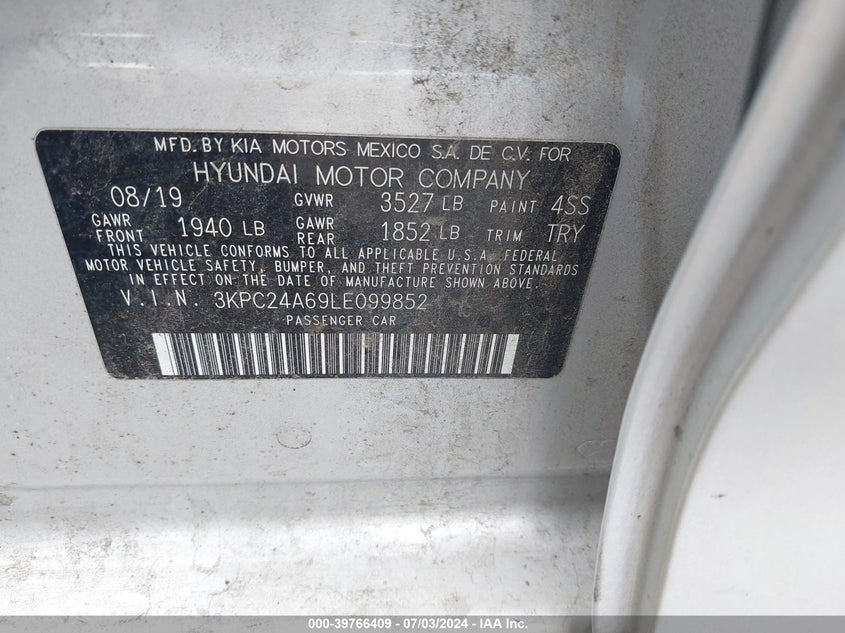 MFD. BY KIA MOTORS MEXICO S.A. DE C.V. FOR
HYUNDAI MOTOR COMPANY
08/19 GVWR 3527 LB PAINT 4SS
GAWR FRONT 1940 LB GAWR REAR 1852 LB TRIM TRY
THIS VEHICLE CONFORMS TO ALL APPLICABLE U.S.A. FEDERAL
MOTOR VEHICLE SAFETY, BUMPER, AND THEFT PREVENTION STANDARDS
IN EFFECT ON THE DATE OF MANUFACTURE SHOWN ABOVE.
V.I.N. 3KPC24A69LE099852
PASSENGER CAR
000-39766409 - 07/03/2024 - IAA Inc.